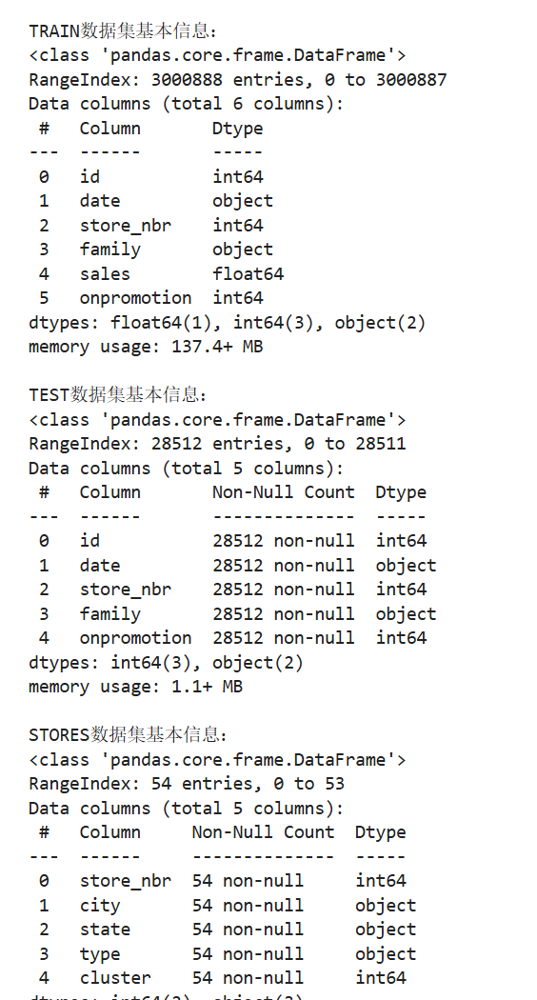 TRAIN数据集基本信息:
<class 'pandas.core.frame.DataFrame'>
RangeIndex: 3000888 entries, 0 to 3000887
Data columns (total 6 columns):
 #   Column       Dtype
---  ------       -----
 0   id           int64
 1   date         object
 2   store_nbr    int64
 3   family       object
 4   sales        float64
 5   onpromotion  int64
dtypes: float64(1), int64(3), object(2)
memory usage: 137.4+ MB
TEST数据集基本信息:
<class 'pandas.core.frame.DataFrame'>
RangeIndex: 28512 entries, 0 to 28511
Data columns (total 5 columns):
 #   Column       Non-Null Count  Dtype
---  ------       --------------  -----
 0   id           28512 non-null  int64
 1   date         28512 non-null  object
 2   store_nbr    28512 non-null  int64
 3   family       28512 non-null  object
 4   onpromotion  28512 non-null  int64
dtypes: int64(3), object(2)
memory usage: 1.1+ MB
STORES数据集基本信息:
<class 'pandas.core.frame.DataFrame'>
RangeIndex: 54 entries, 0 to 53
Data columns (total 5 columns):
 #   Column     Non-Null Count  Dtype
---  ------     --------------  -----
 0   store_nbr  54 non-null     int64
 1   city       54 non-null     object
 2   state      54 non-null     object
 3   type       54 non-null     object
 4   cluster    54 non-null     int64